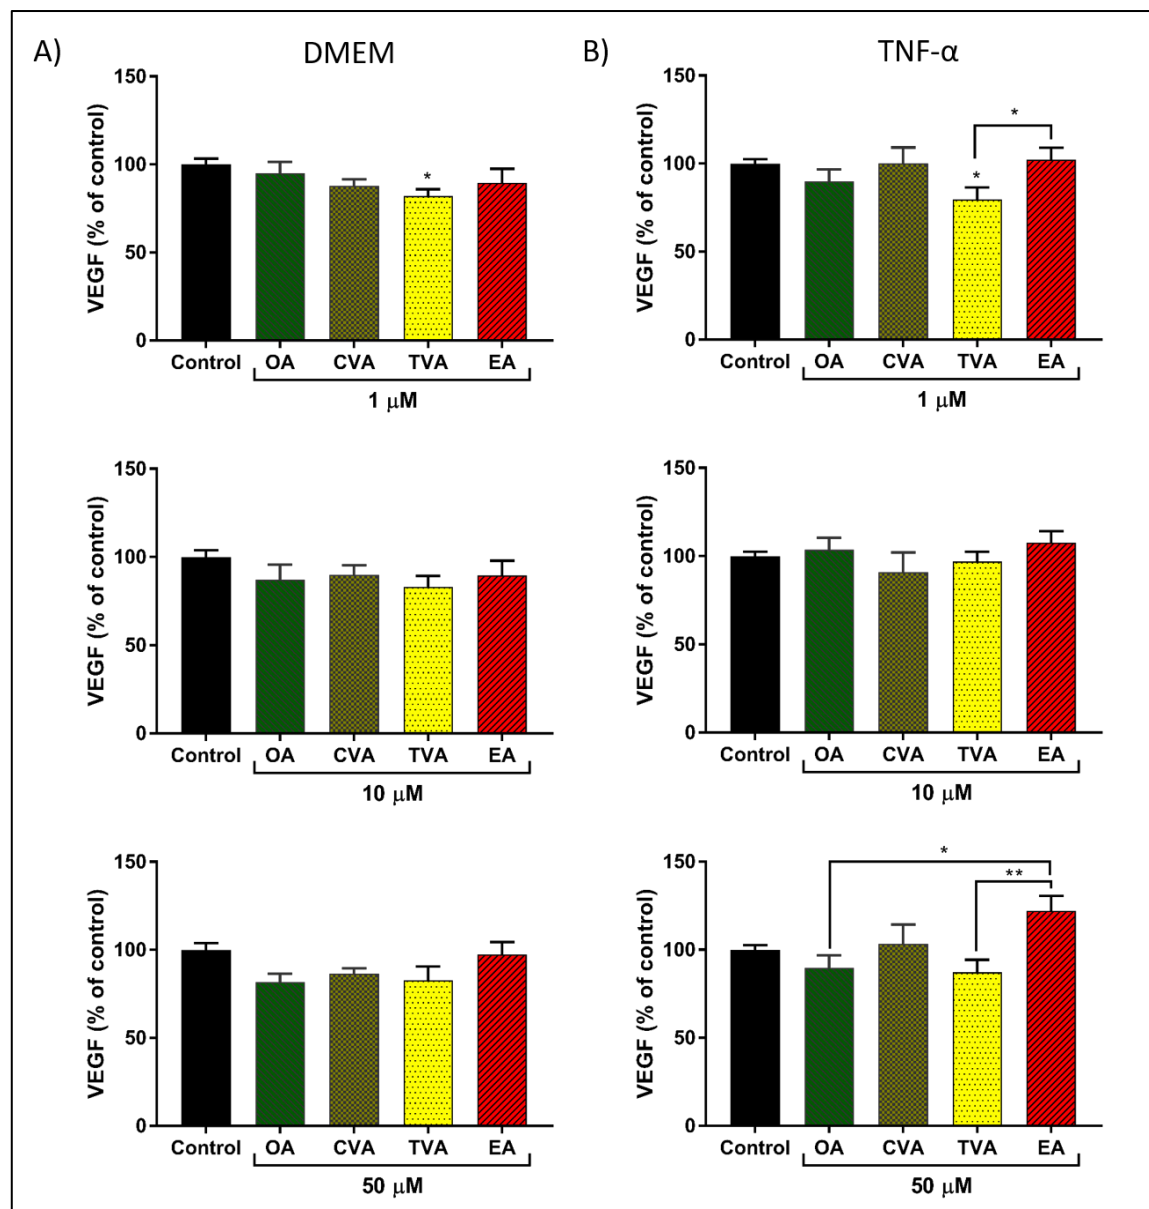 A) DMEM
B) TNF-α
VEGF (% of control)
150
100
50
0
*
Control OA CVA TVA EA
1 μM
VEGF (% of control)
150
100
50
0
*
*
Control OA CVA TVA EA
1 μM
VEGF (% of control)
150
100
50
0
Control OA CVA TVA EA
10 μM
VEGF (% of control)
150
100
50
0
Control OA CVA TVA EA
10 μM
VEGF (% of control)
150
100
50
0
Control OA CVA TVA EA
50 μM
VEGF (% of control)
150
100
50
0
*
**
Control OA CVA TVA EA
50 μM